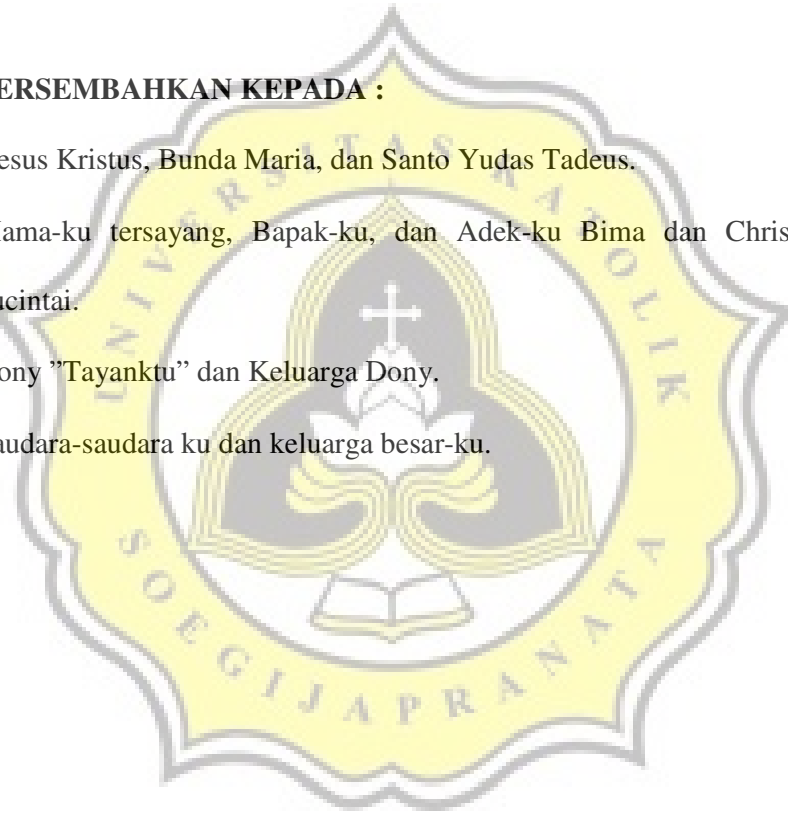 ERSEMBAHKAN KEPADA :
esus Kristus, Bunda Maria, dan Santo Yudas Tadeus.
ama-ku tersayang, Bapak-ku, dan Adek-ku Bima dan Chris
ucintai.
ony ”Tayanktu” dan Keluarga Dony.
audara-saudara ku dan keluarga besar-ku.
UNIVERSITAS KATOLIK
SOEGIJAPRANATA